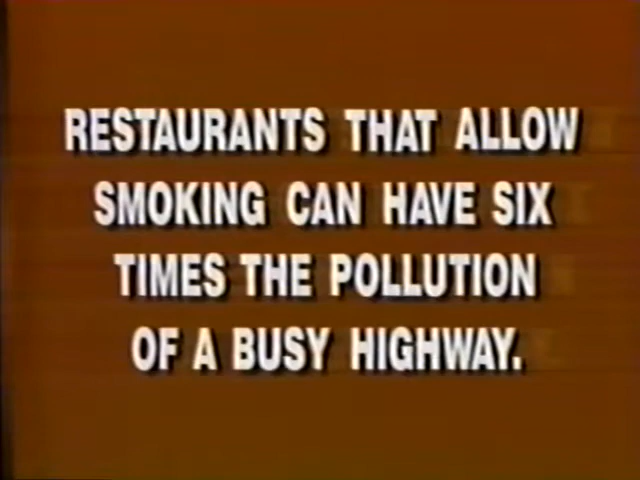 RESTAURANTS THAT ALLOW
SMOKING CAN HAVE SIX
TIMES THE POLLUTION
OF A BUSY HIGHWAY.